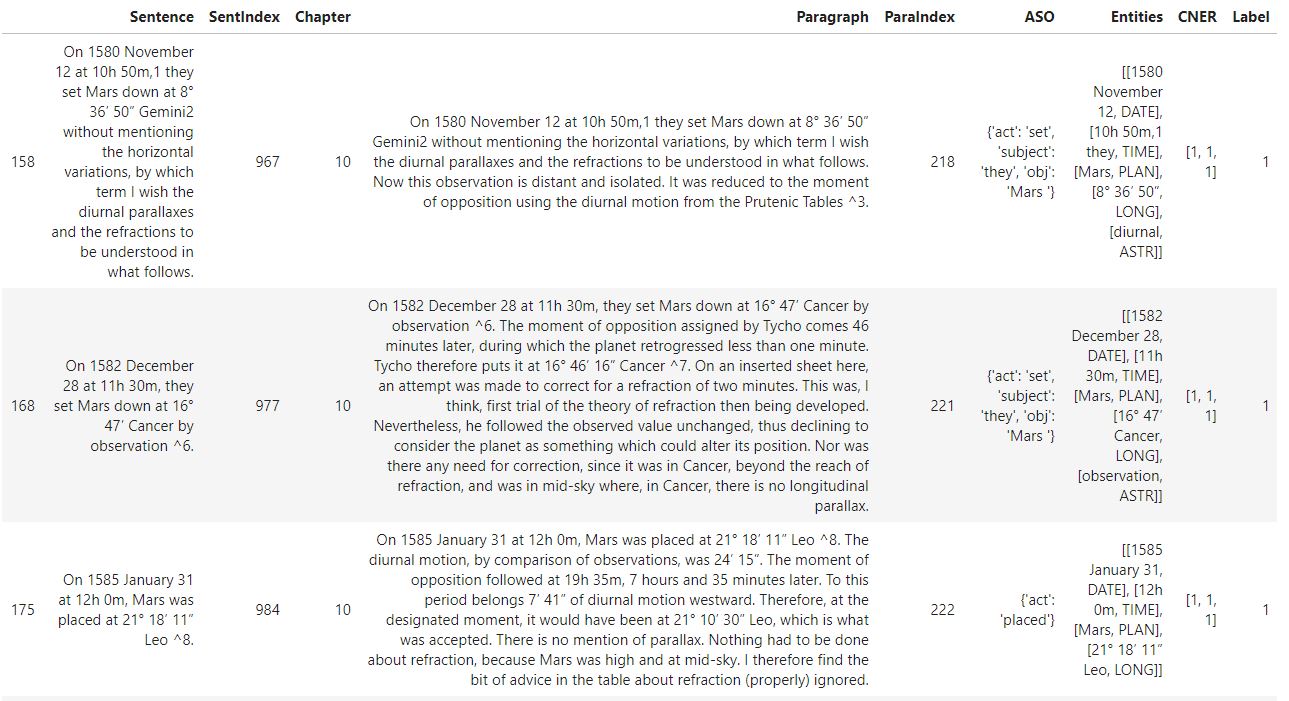 Sentence SentIndex Chapter Paragraph ParaIndex ASO Entities CNER Label
158
On 1580 November
12 at 10h 50m,1 they
set Mars down at 8°
36′ 50″ Gemini2
without mentioning
the horizontal
variations, by which
term I wish the
diurnal parallaxes
and the refractions to
be understood in
what follows.
967
10
On 1580 November 12 at 10h 50m,1 they set Mars down at 8° 36′ 50″
Gemini2 without mentioning the horizontal variations, by which term I wish
the diurnal parallaxes and the refractions to be understood in what follows.
Now this observation is distant and isolated. It was reduced to the moment
of opposition using the diurnal motion from the Prutenic Tables ^3.
218
{'act': 'set',
'subject':
'they', 'obj':
'Mars '}
[[1580
November
12, DATE],
[10h 50m,1
they, TIME],
[Mars, PLAN],
[8° 36′ 50″,
LONG],
[diurnal,
ASTR]]
[1, 1,
1]
1
168
On 1582 December
28 at 11h 30m, they
set Mars down at 16°
47′ Cancer by
observation ^6.
977
10
On 1582 December 28 at 11h 30m, they set Mars down at 16° 47′ Cancer by
observation ^6. The moment of opposition assigned by Tycho comes 46
minutes later, during which the planet retrogressed less than one minute.
Tycho therefore puts it at 16° 46′ 16″ Cancer ^7. On an inserted sheet here,
an attempt was made to correct for a refraction of two minutes. This was, I
think, first trial of the theory of refraction then being developed.
Nevertheless, he followed the observed value unchanged, thus declining to
consider the planet as something which could alter its position. Nor was
there any need for correction, since it was in Cancer, beyond the reach of
refraction, and was in mid-sky where, in Cancer, there is no longitudinal
parallax.
221
{'act': 'set',
'subject':
'they', 'obj':
'Mars '}
[[1582
December 28,
DATE], [11h
30m, TIME],
[Mars, PLAN],
[16° 47′
Cancer,
LONG],
[observation,
ASTR]]
[1, 1,
1]
1
175
On 1585 January 31
at 12h 0m, Mars was
placed at 21° 18′ 11″
Leo ^8.
984
10
On 1585 January 31 at 12h 0m, Mars was placed at 21° 18′ 11″ Leo ^8. The
diurnal motion, by comparison of observations, was 24′ 15″. The moment of
opposition followed at 19h 35m, 7 hours and 35 minutes later. To this
period belongs 7′ 41″ of diurnal motion westward. Therefore, at the
designated moment, it would have been at 21° 10′ 30″ Leo, which is what
was accepted. There is no mention of parallax. Nothing had to be done
about refraction, because Mars was high and at mid-sky. I therefore find the
bit of advice in the table about refraction (properly) ignored.
222
{'act':
'placed'}
[[1585
January 31,
DATE], [12h
0m, TIME],
[Mars, PLAN],
[21° 18′ 11″
Leo, LONG]]
[1, 1,
1]
1